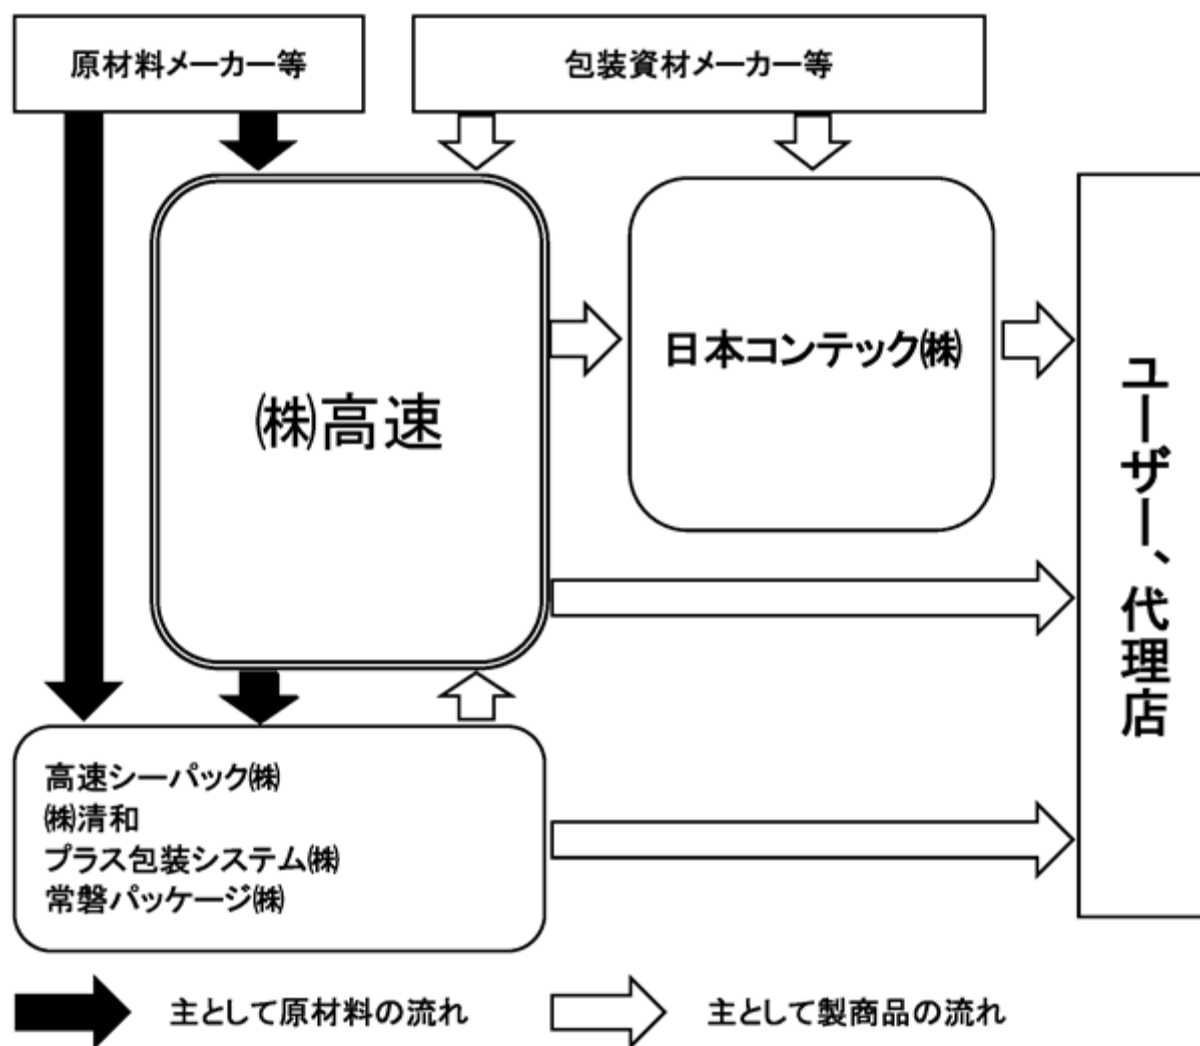 原材料メーカー等
包装資材メーカー等
㈱高速
日本コンテック㈱
ユーザー、代理店
高速シーパック㈱
㈱清和
プラス包装システム㈱
常磐パッケージ㈱
主として原材料の流れ
主として製商品の流れ